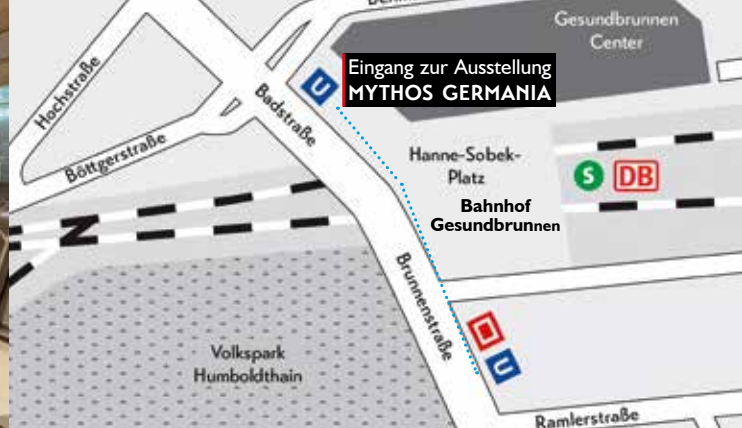 Gesundbrunnen
Center
U
Eingang zur Ausstellung
MYTHOS GERMANIA
Hochstraße
Badstraße
Böttgerstraße
Hanne-Sobek-
Platz
S
DB
Bahnhof
Gesundbrunnen
Brunnenstraße
Volkspark
Humboldthain
U
Ramlerstraße